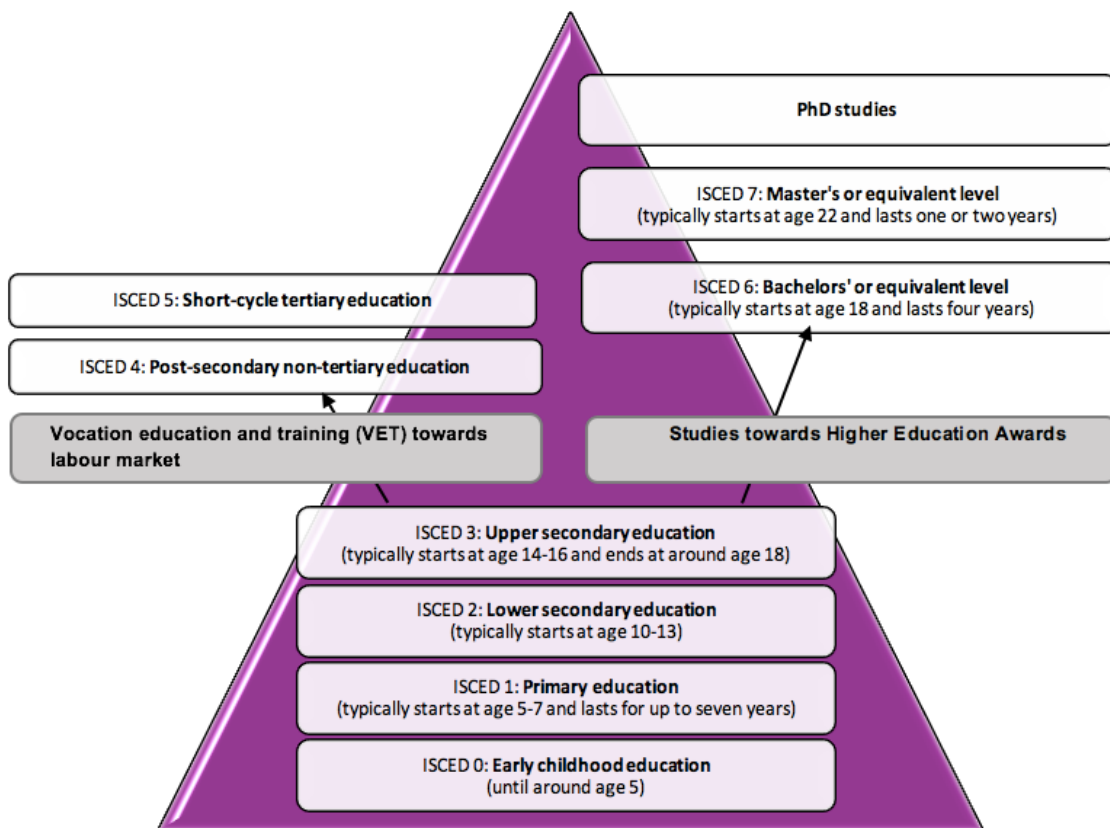 PhD studies
ISCED 7: Master's or equivalent level
(typically starts at age 22 and lasts one or two years)
ISCED 6: Bachelors' or equivalent level
(typically starts at age 18 and lasts four years)
ISCED 5: Short-cycle tertiary education
ISCED 4: Post-secondary non-tertiary education
Vocation education and training (VET) towards
labour market
Studies towards Higher Education Awards
ISCED 3: Upper secondary education
(typically starts at age 14-16 and ends at around age 18)
ISCED 2: Lower secondary education
(typically starts at age 10-13)
ISCED 1: Primary education
(typically starts at age 5-7 and lasts for up to seven years)
ISCED 0: Early childhood education
(until around age 5)